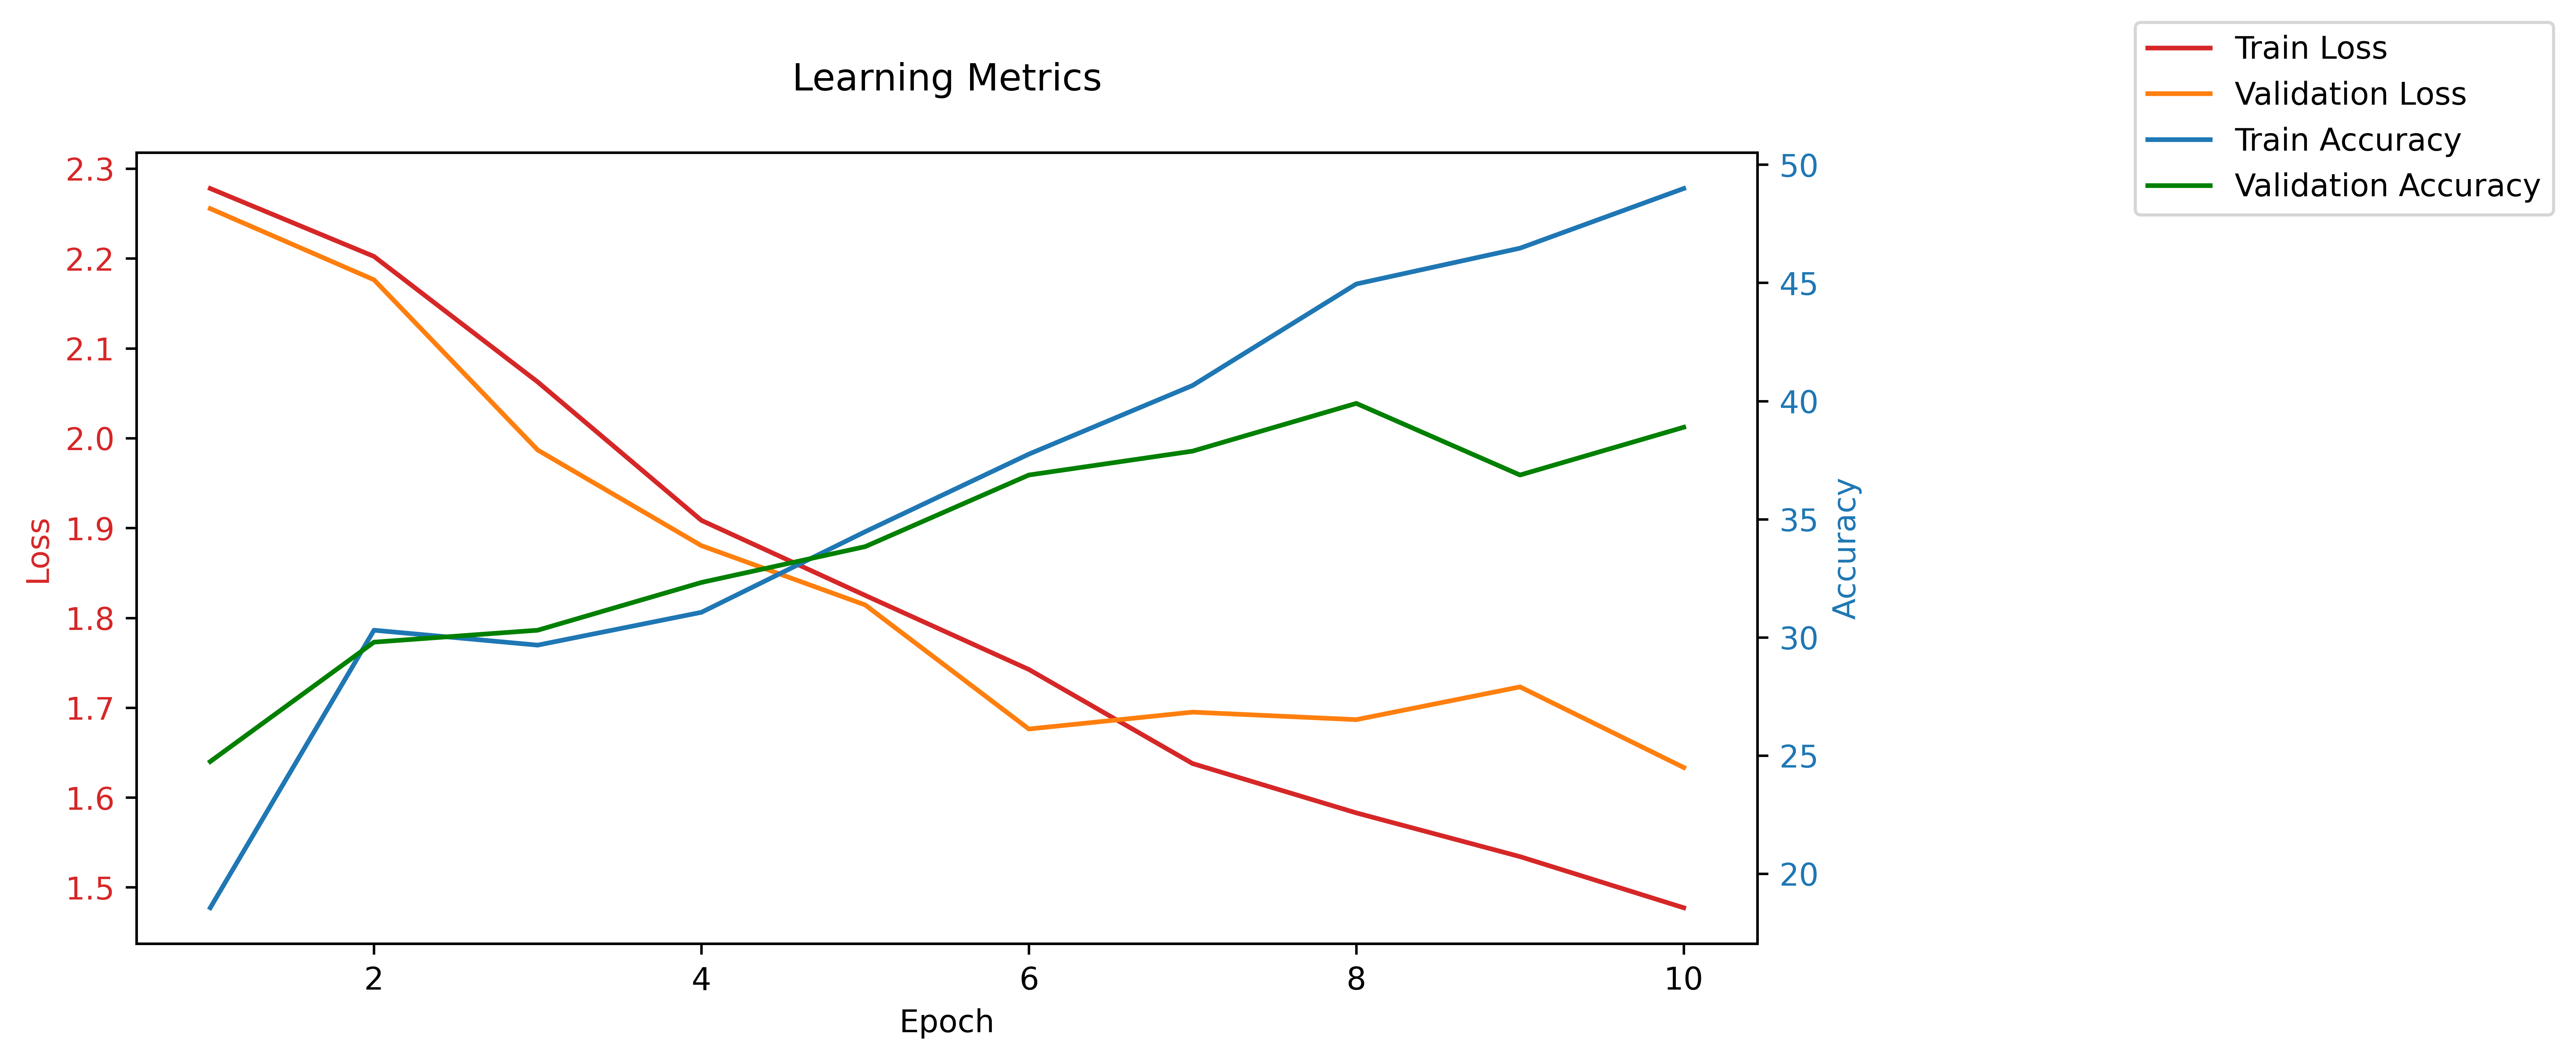 Learning Metrics
Train Loss
Validation Loss
Train Accuracy
Validation Accuracy
Loss
2.3
2.2
2.1
2.0
1.9
1.8
1.7
1.6
1.5
50
45
40
35
30
25
20
Accuracy
2 4 6 8 10
Epoch